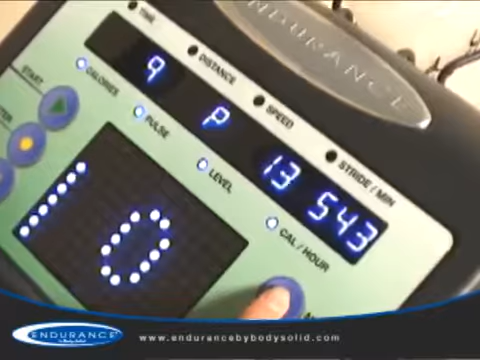 ENDURANCE
TIME
DISTANCE
SPEED
STRIDE / MIN
9 P 13 543
CALORIES
PULSE
LEVEL
CAL / HOUR
START
10
ENDURANCE
www.endurancebybodysolid.com